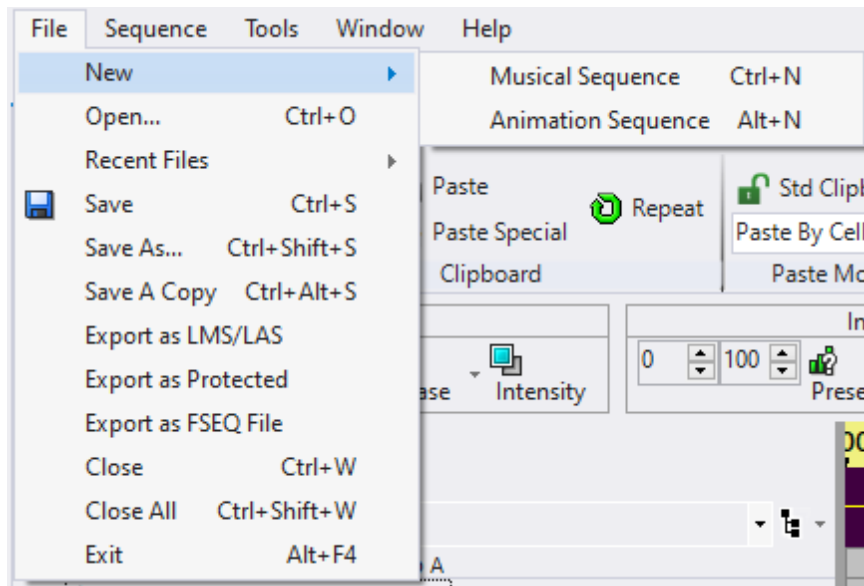 File Sequence Tools Window Help
New
Musical Sequence Ctrl+N
Animation Sequence Alt+N
Open... Ctrl+O
Recent Files
Save Ctrl+S
Save As... Ctrl+Shift+S
Save A Copy Ctrl+Alt+S
Export as LMS/LAS
Export as Protected
Export as FSEQ File
Close Ctrl+W
Close All Ctrl+Shift+W
Exit Alt+F4
Paste
Paste Special
Repeat
Clipboard
Std Clipb
Paste By Cell
Paste Mo
ase
Intensity
In
0 100
Prese
A